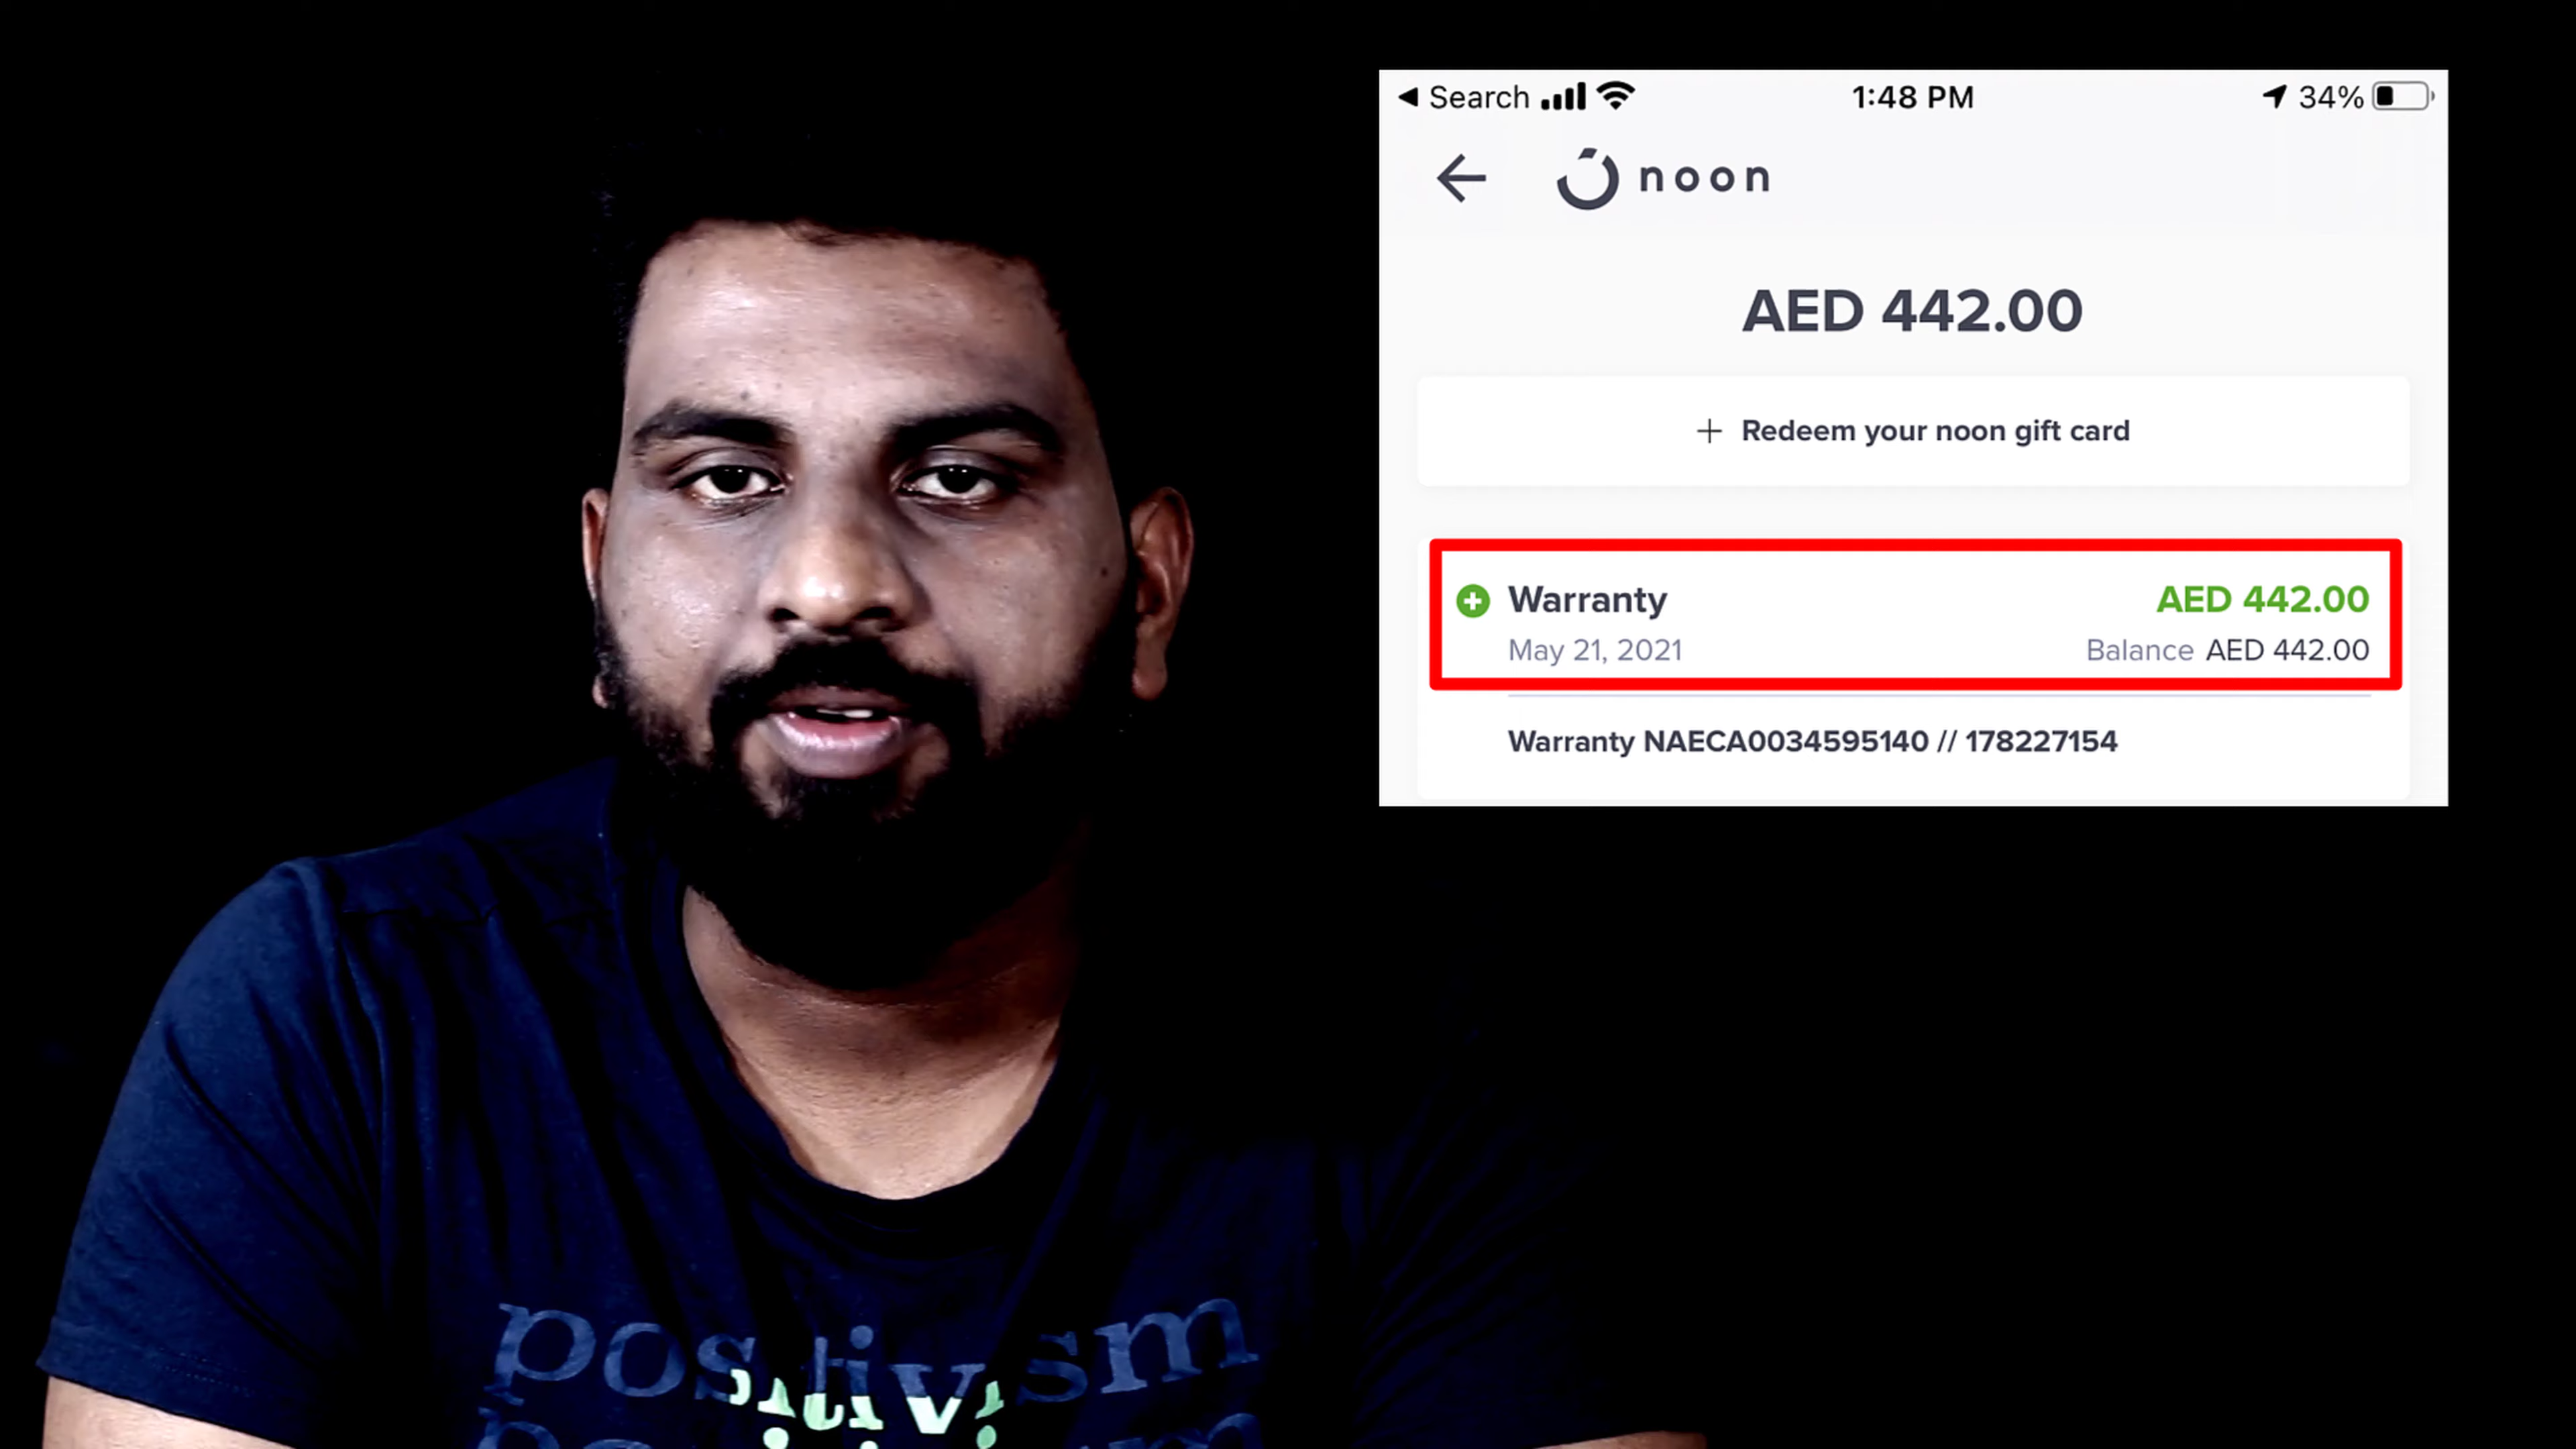 Search 1:48 PM 34%
noon
AED 442.00
+ Redeem your noon gift card
Warranty AED 442.00
May 21, 2021 Balance AED 442.00
Warranty NAECA0034595140 // 178227154
positivism